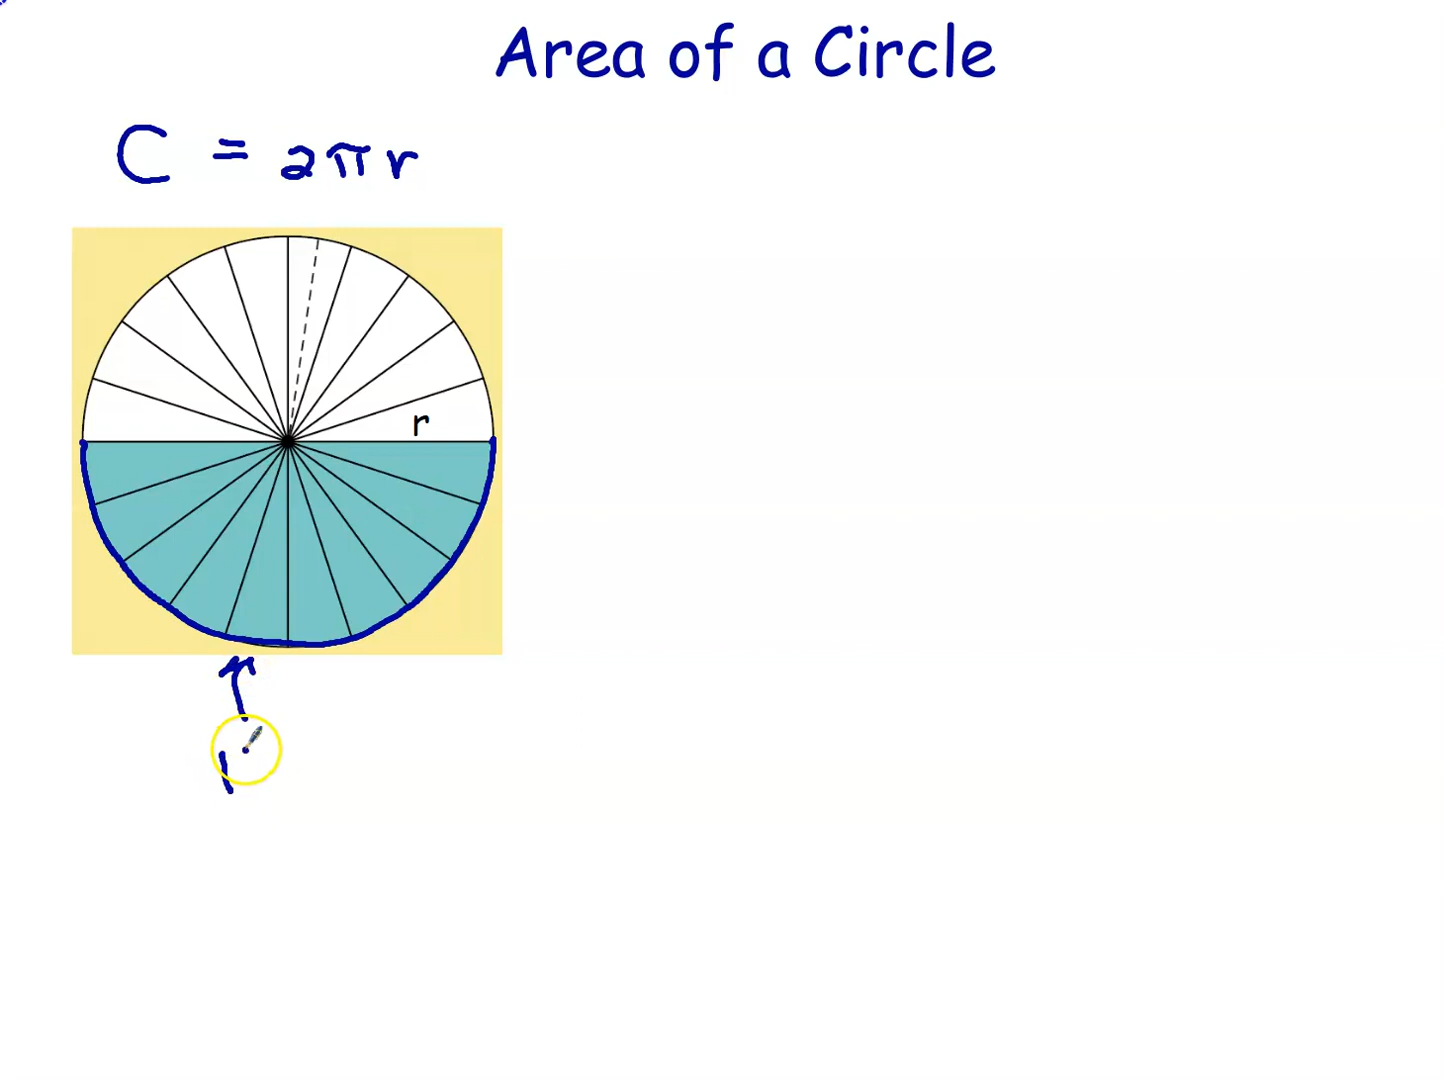 Area of a Circle
C = 2πr
r